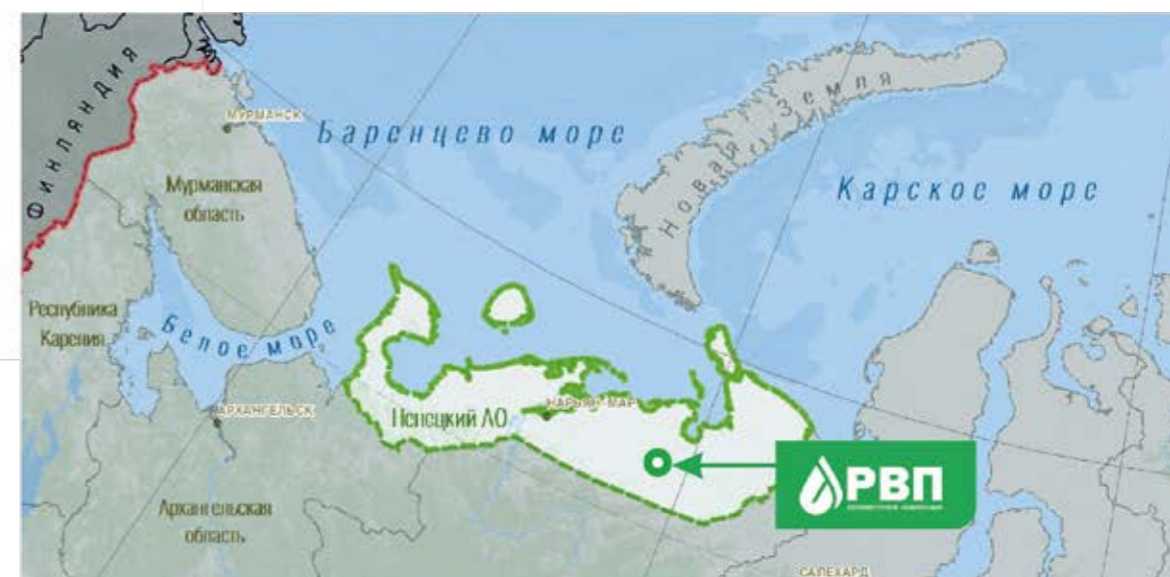 ФИНЛЯНДИЯ
МУРМАНСК
Баренцево море
Новая Земля
Карское море
Мурманская
область
Республика
Карения
Белое море
АРХАНГЕЛЬСК
Ненецкий АО
НАРЬЯН-МАР
РВП
Архангельская
область
САЛЕХАРД